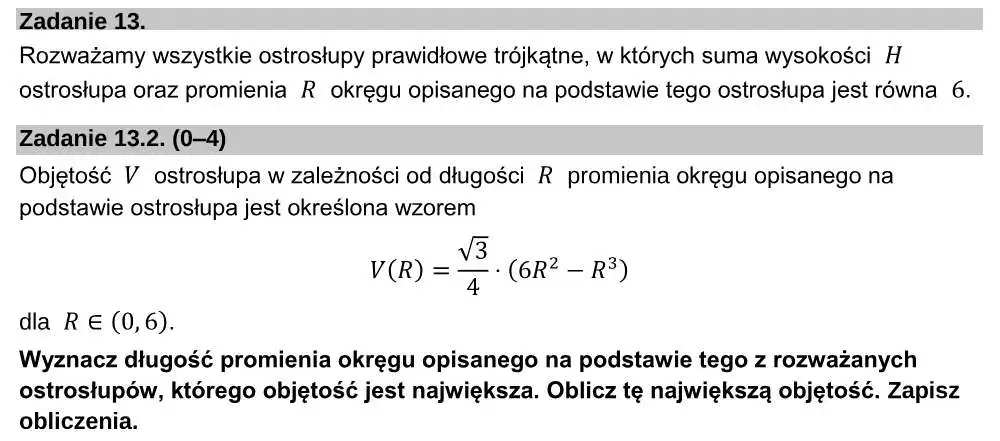 Zadanie 13.
Rozważamy wszystkie ostrosłupy prawidłowe trójkątne, w których suma wysokości H
ostrosłupa oraz promienia R okręgu opisanego na podstawie tego ostrosłupa jest równa 6.
Zadanie 13.2. (0–4)
Objętość V ostrosłupa w zależności od długości R promienia okręgu opisanego na
podstawie ostrosłupa jest określona wzorem
V(R) = √3/4 · (6R² − R³)
dla R ∈ (0, 6).
Wyznacz długość promienia okręgu opisanego na podstawie tego z rozważanych
ostrosłupów, którego objętość jest największa. Oblicz tę największą objętość. Zapisz
obliczenia.